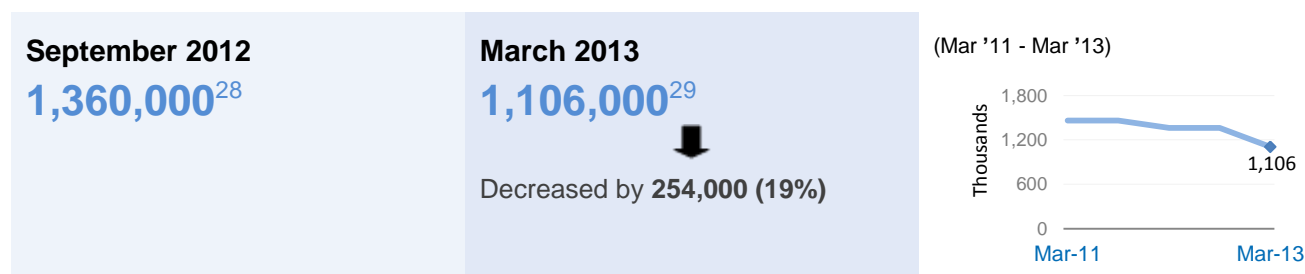 September 2012
1,360,000²⁸
March 2013
1,106,000²⁹
Decreased by 254,000 (19%)
(Mar '11 - Mar '13)
Thousands
1,800
1,200
600
0
1,106
Mar-11
Mar-13